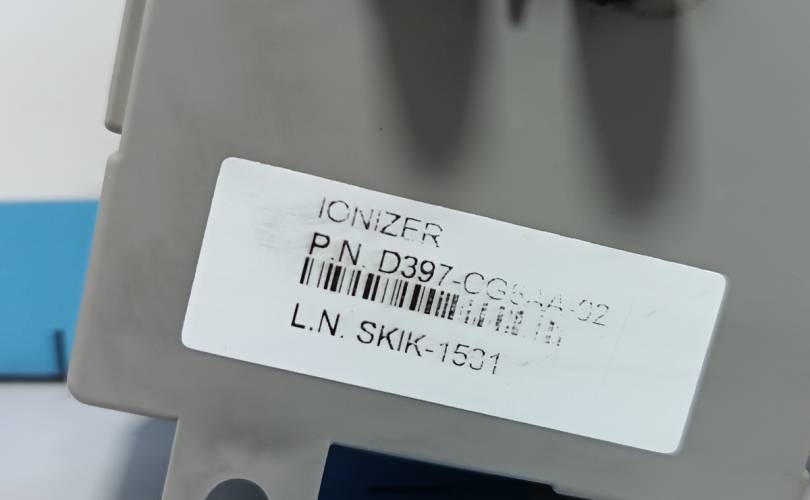 IONIZER
P.N.
L.N. SKIK-1531